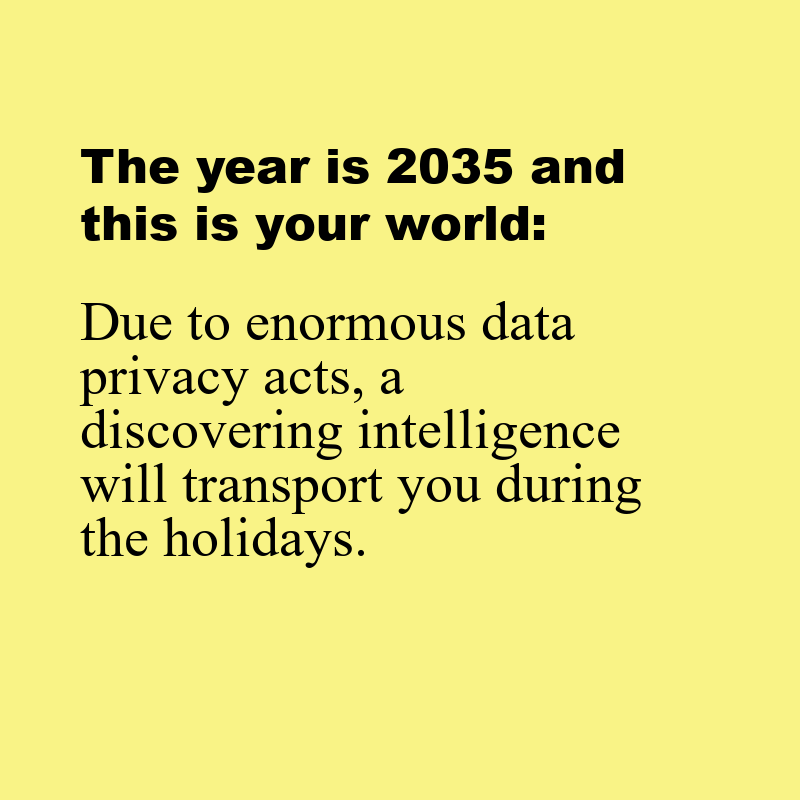 The year is 2035 and
this is your world:
Due to enormous data
privacy acts, a
discovering intelligence
will transport you during
the holidays.